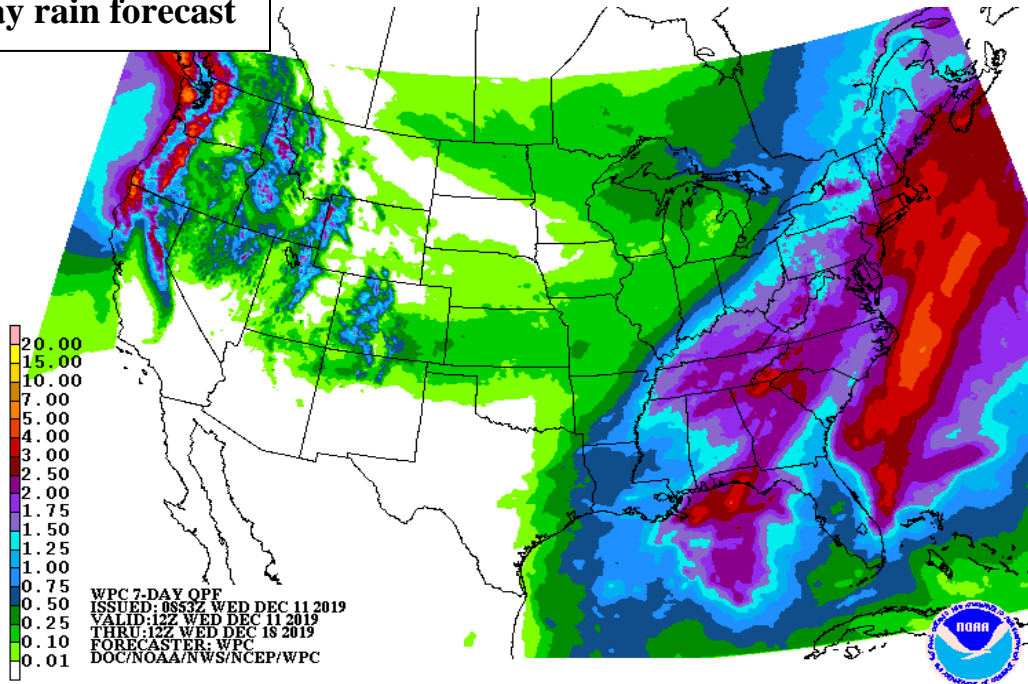 ay rain forecast
20.00
15.00
10.00
7.00
5.00
4.00
3.00
2.50
2.00
1.75
1.50
1.25
1.00
0.75
0.50
0.25
0.10
0.01
WPC 7-DAY QPF
ISSUED: 0853Z WED DEC 11 2019
VALID:12Z WED DEC 11 2019
THRU:12Z WED DEC 18 2019
FORECASTER: WPC
DOC/NOAA/NWS/NCEP/WPC
NOAA